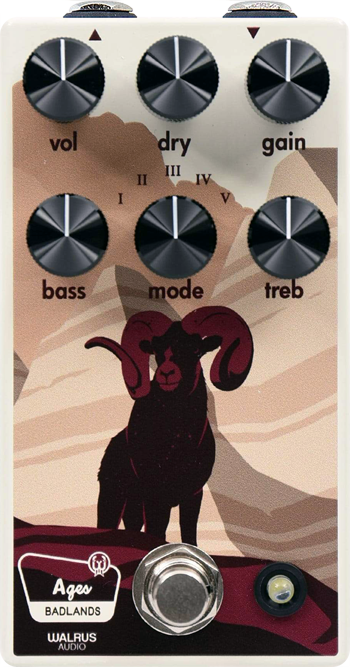 vol dry gain
I II III IV V
bass mode treb
Ages
BADLANDS
WALRUS
AUDIO